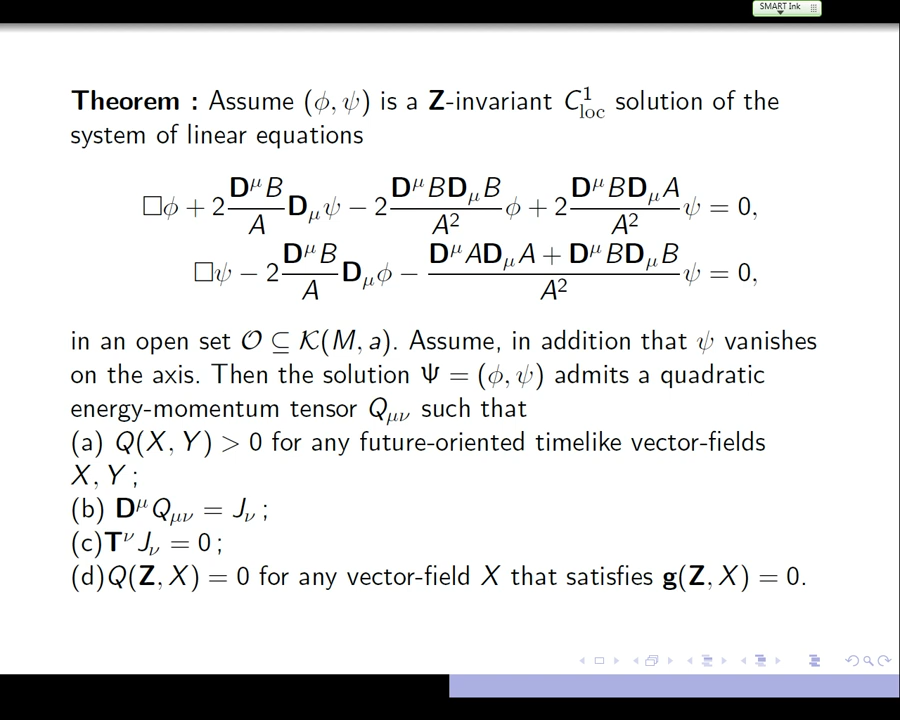 SMART Ink
Theorem : Assume (ϕ, ψ) is a Z-invariant C¹_loc solution of the
system of linear equations
□ϕ + 2 (D^μ B / A) D_μ ψ − 2 (D^μ B D_μ B / A²) ϕ + 2 (D^μ B D_μ A / A²) ψ = 0,
□ψ − 2 (D^μ B / A) D_μ ϕ − ((D^μ A D_μ A + D^μ B D_μ B) / A²) ψ = 0,
in an open set 𝒪 ⊆ 𝒦(M, a). Assume, in addition that ψ vanishes
on the axis. Then the solution Ψ = (ϕ, ψ) admits a quadratic
energy-momentum tensor Q_μν such that
(a) Q(X, Y) > 0 for any future-oriented timelike vector-fields
X, Y ;
(b) D^μ Q_μν = J_ν ;
(c)T^ν J_ν = 0 ;
(d)Q(Z, X) = 0 for any vector-field X that satisfies g(Z, X) = 0.